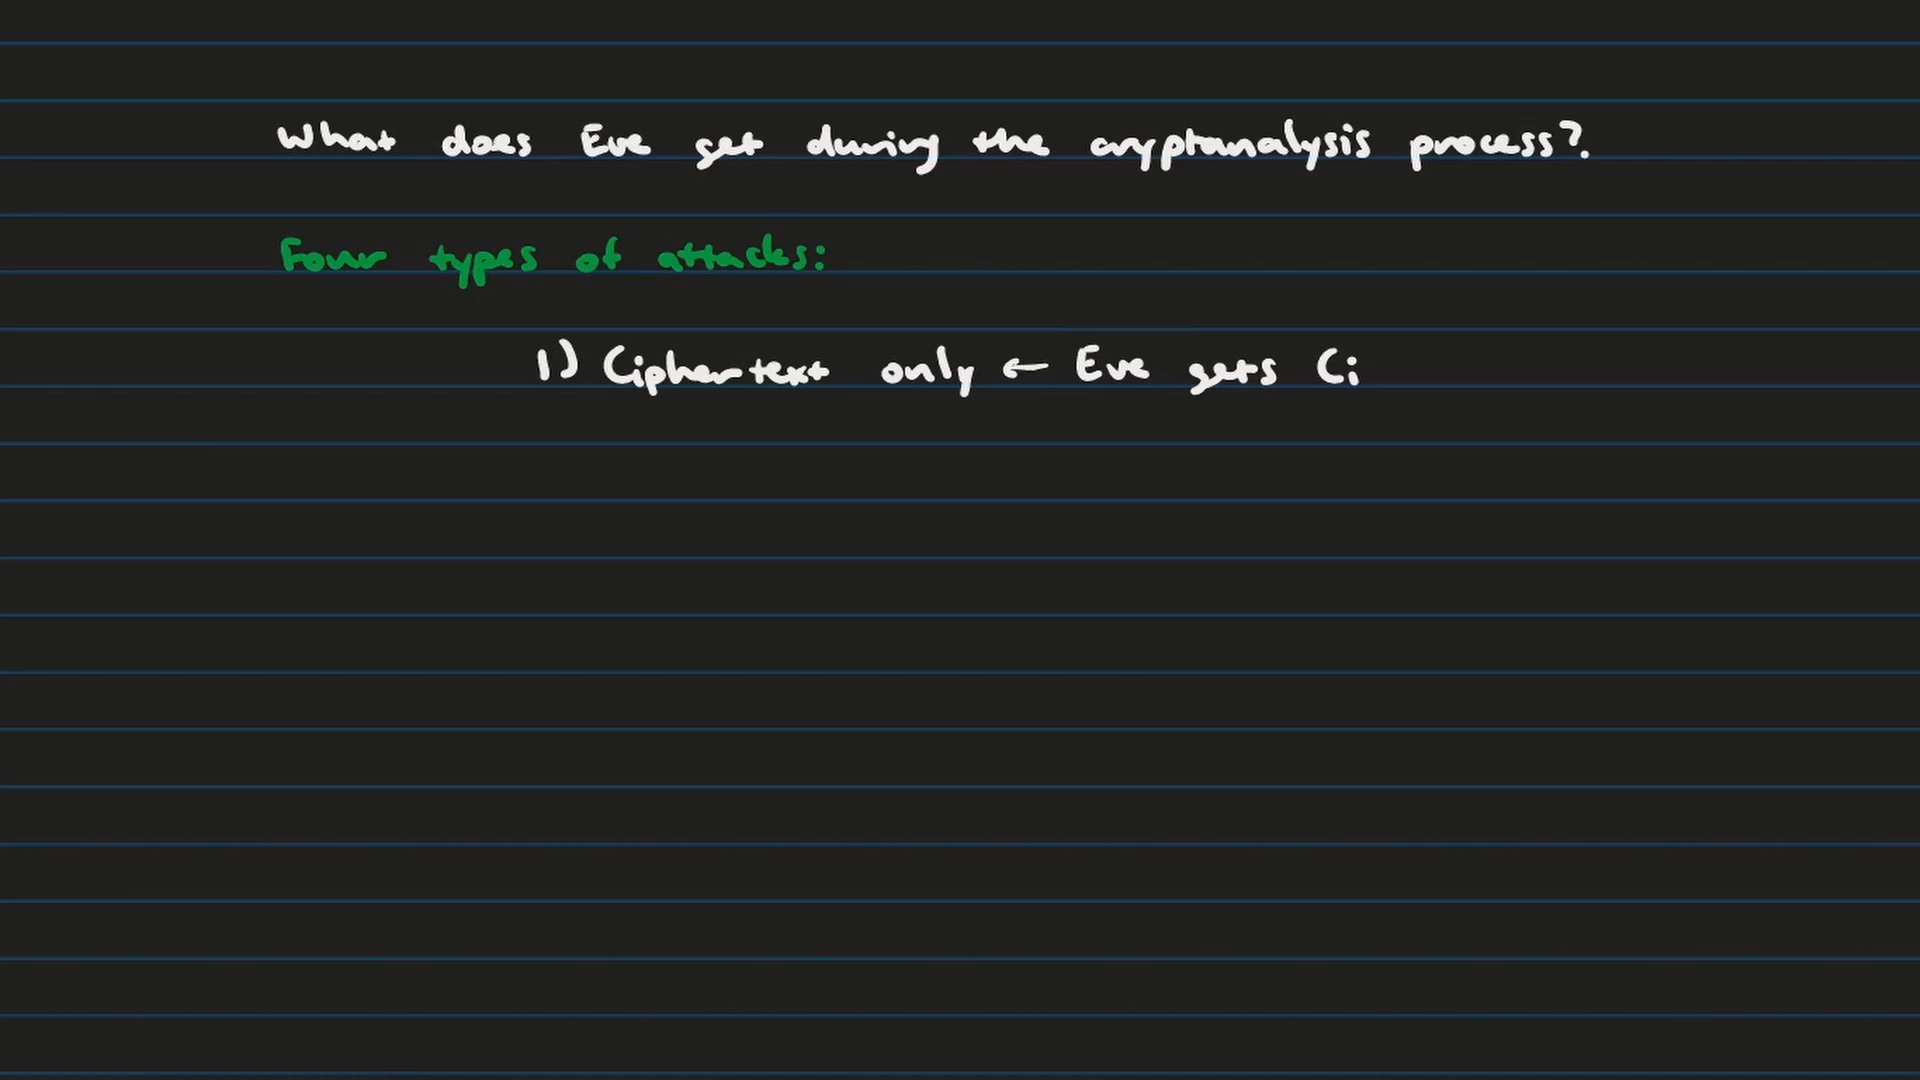 What does Eve get during the cryptanalysis process?
Four types of attacks:
1) Ciphertext only ← Eve gets Ci